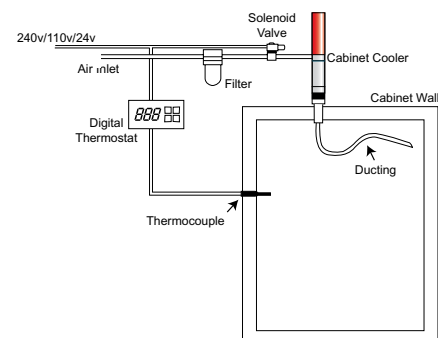 Solenoid
Valve
240v/110v/24v
Cabinet Cooler
Air Inlet
Filter
Cabinet Wall
Digital
Thermostat
888
Ducting
Thermocouple